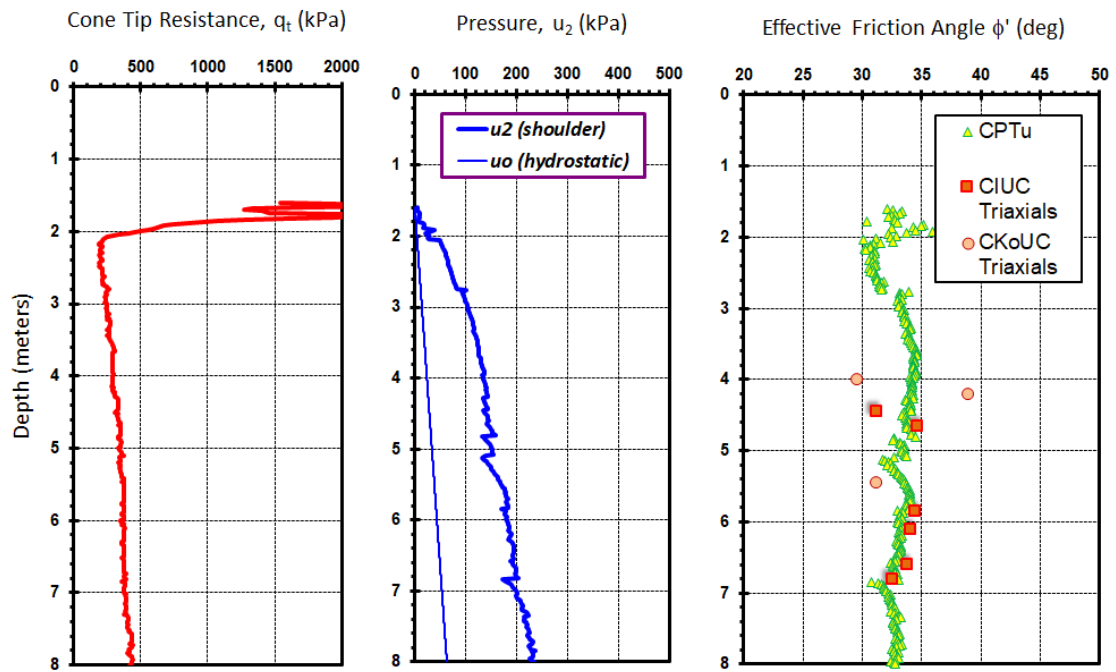 Cone Tip Resistance, qt (kPa)
0 500 1000 1500 2000
0
1
2
3
4
5
6
7
8
Depth (meters)
Pressure, u2 (kPa)
0 100 200 300 400 500
0
1
2
3
4
5
6
7
8
u2 (shoulder)
uo (hydrostatic)
Effective Friction Angle ϕ' (deg)
20 25 30 35 40 45 50
0
1
2
3
4
5
6
7
8
CPTu
CIUC
Triaxials
CKoUC
Triaxials